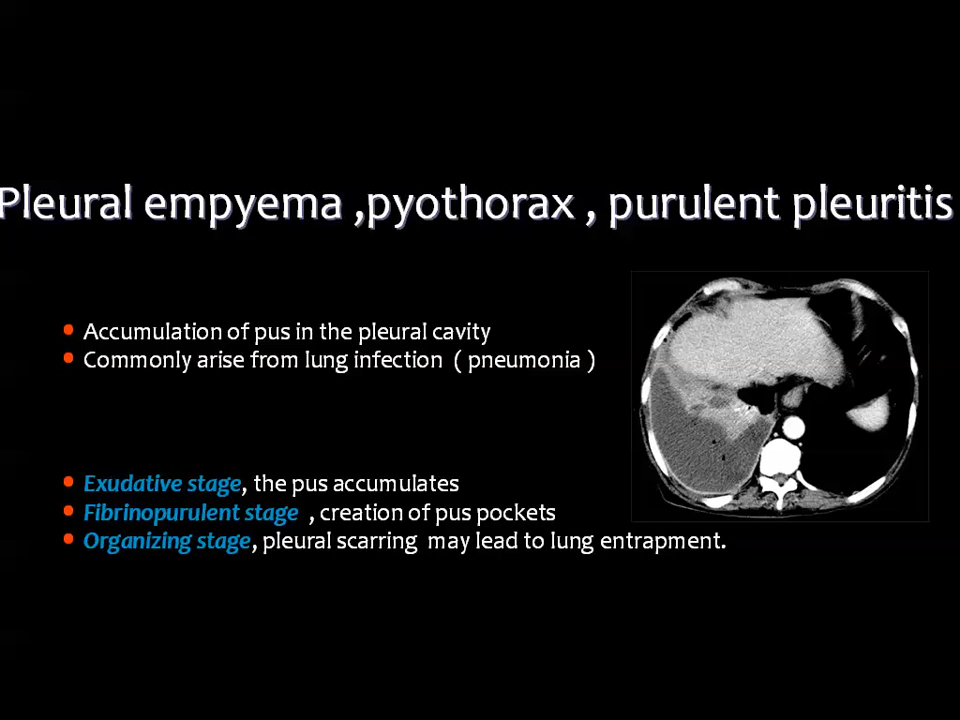 Pleural empyema ,pyothorax , purulent pleuritis
• Accumulation of pus in the pleural cavity
• Commonly arise from lung infection ( pneumonia )
• Exudative stage, the pus accumulates
• Fibrinopurulent stage , creation of pus pockets
• Organizing stage, pleural scarring may lead to lung entrapment.